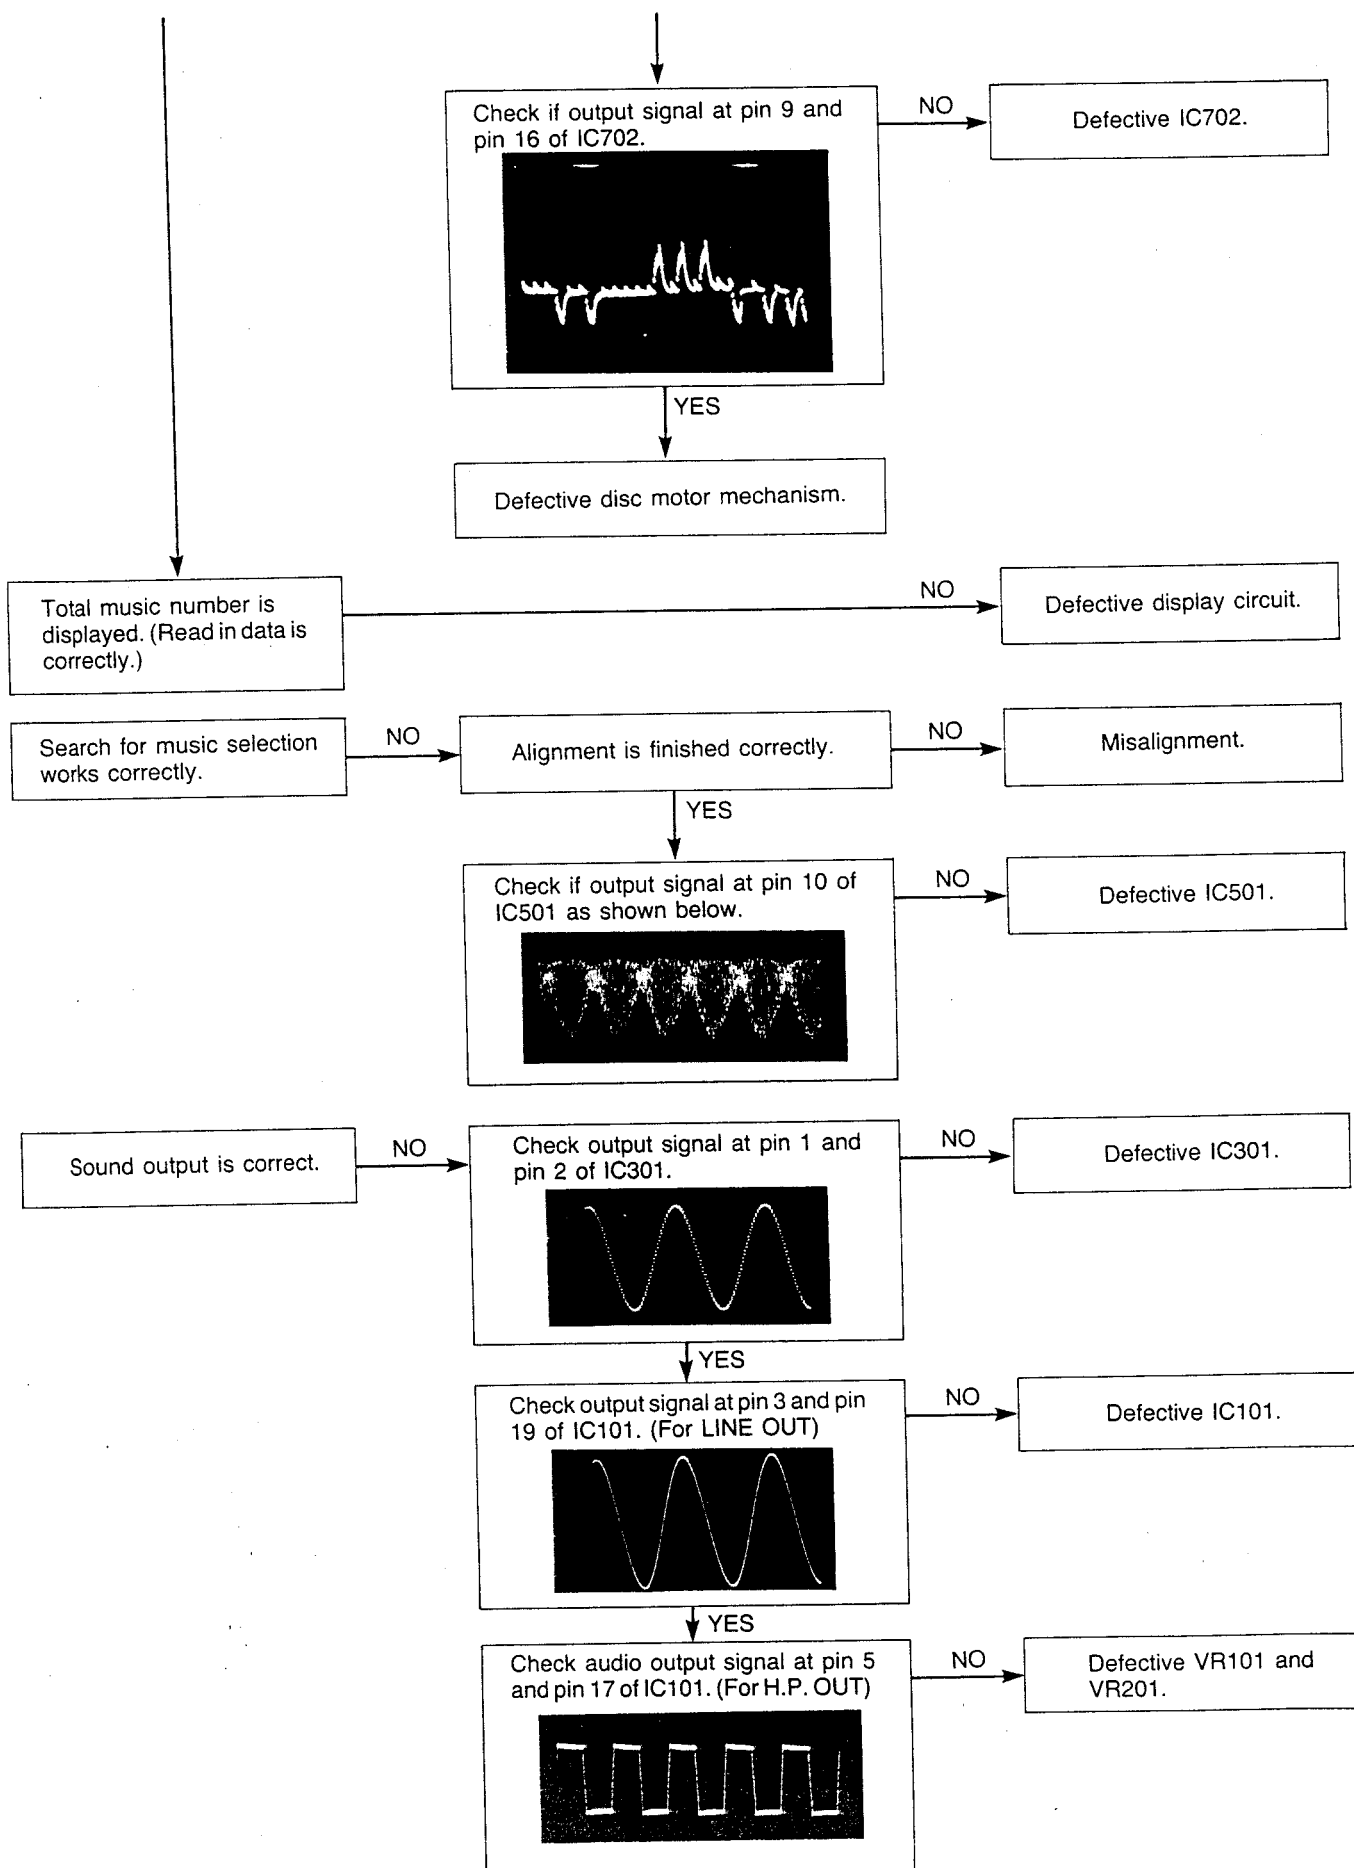 Check if output signal at pin 9 and
pin 16 of IC702.
NO
Defective IC702.
YES
Defective disc motor mechanism.
Total music number is
displayed. (Read in data is
correctly.)
NO
Defective display circuit.
Search for music selection
works correctly.
NO
Alignment is finished correctly.
NO
Misalignment.
YES
Check if output signal at pin 10 of
IC501 as shown below.
NO
Defective IC501.
Sound output is correct.
NO
Check output signal at pin 1 and
pin 2 of IC301.
NO
Defective IC301.
YES
Check output signal at pin 3 and pin
19 of IC101. (For LINE OUT)
NO
Defective IC101.
YES
Check audio output signal at pin 5
and pin 17 of IC101. (For H.P. OUT)
NO
Defective VR101 and
VR201.